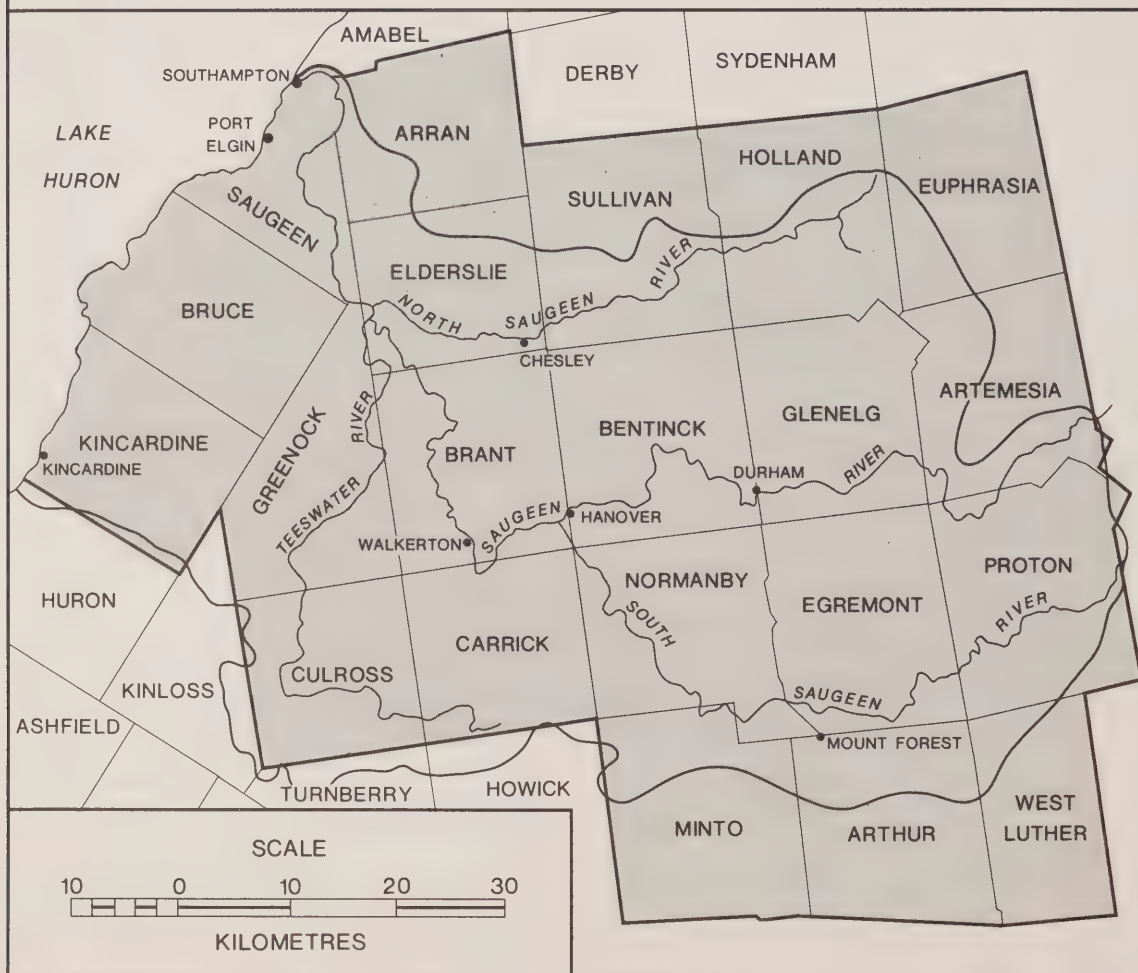 AMABEL
SOUTHAMPTON
DERBY
SYDENHAM
LAKE
HURON
PORT
ELGIN
ARRAN
HOLLAND
EUPHRASIA
SAUGEEN
SULLIVAN
ELDERSLIE
BRUCE
NORTH SAUGEEN RIVER
CHESLEY
ARTEMESIA
GLENELG
KINCARDINE
KINCARDINE
GREENOCK
TEESWATER RIVER
BRANT
BENTINCK
DURHAM
SAUGEEN RIVER
HANOVER
WALKERTON
HURON
NORMANBY
EGREMONT
PROTON
SOUTH SAUGEEN RIVER
CARRICK
CULROSS
KINLOSS
ASHFIELD
MOUNT FOREST
TURNBERRY
HOWICK
MINTO
ARTHUR
WEST
LUTHER
SCALE
10 0 10 20 30
KILOMETRES